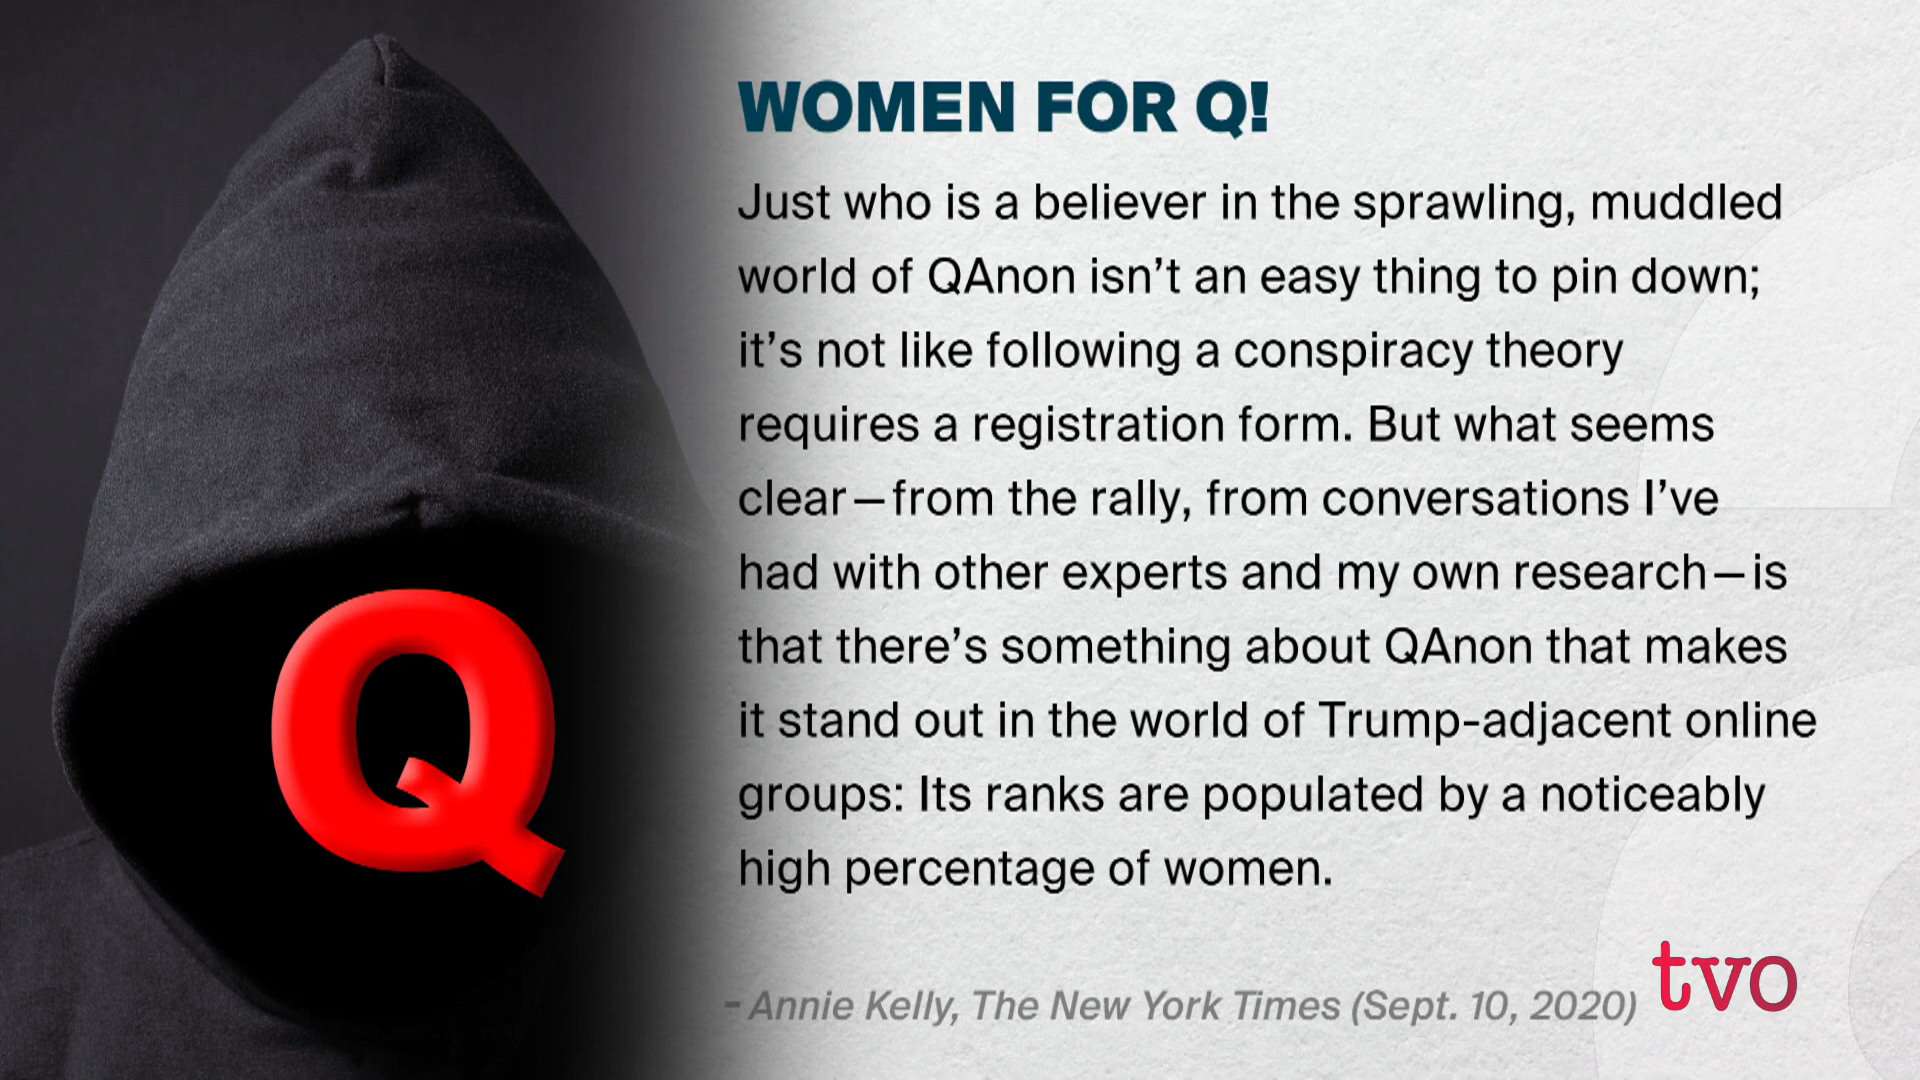 WOMEN FOR Q!
Just who is a believer in the sprawling, muddled
world of QAnon isn’t an easy thing to pin down;
it’s not like following a conspiracy theory
requires a registration form. But what seems
clear—from the rally, from conversations I’ve
had with other experts and my own research—is
that there’s something about QAnon that makes
it stand out in the world of Trump-adjacent online
groups: Its ranks are populated by a noticeably
high percentage of women.
- Annie Kelly, The New York Times (Sept. 10, 2020)
tvo
Q